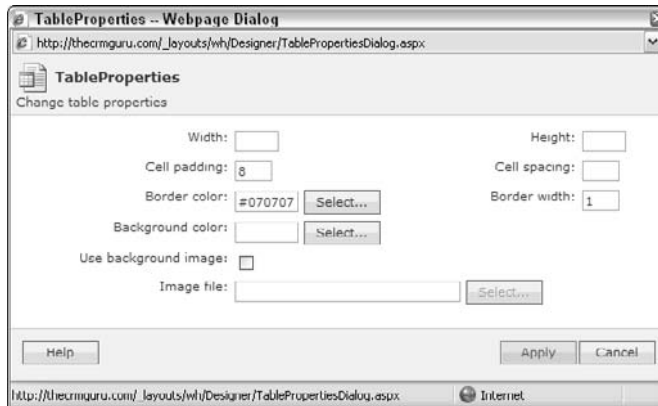 TableProperties -- Webpage Dialog
http://thecrmguru.com/_layouts/wh/Designer/TablePropertiesDialog.aspx
TableProperties
Change table properties
Width: Height:
Cell padding: 8 Cell spacing:
Border color: #070707 Select... Border width: 1
Background color: Select...
Use background image:
Image file: Select...
Help Apply Cancel
http://thecrmguru.com/_layouts/wh/Designer/TablePropertiesDialog.aspx Internet